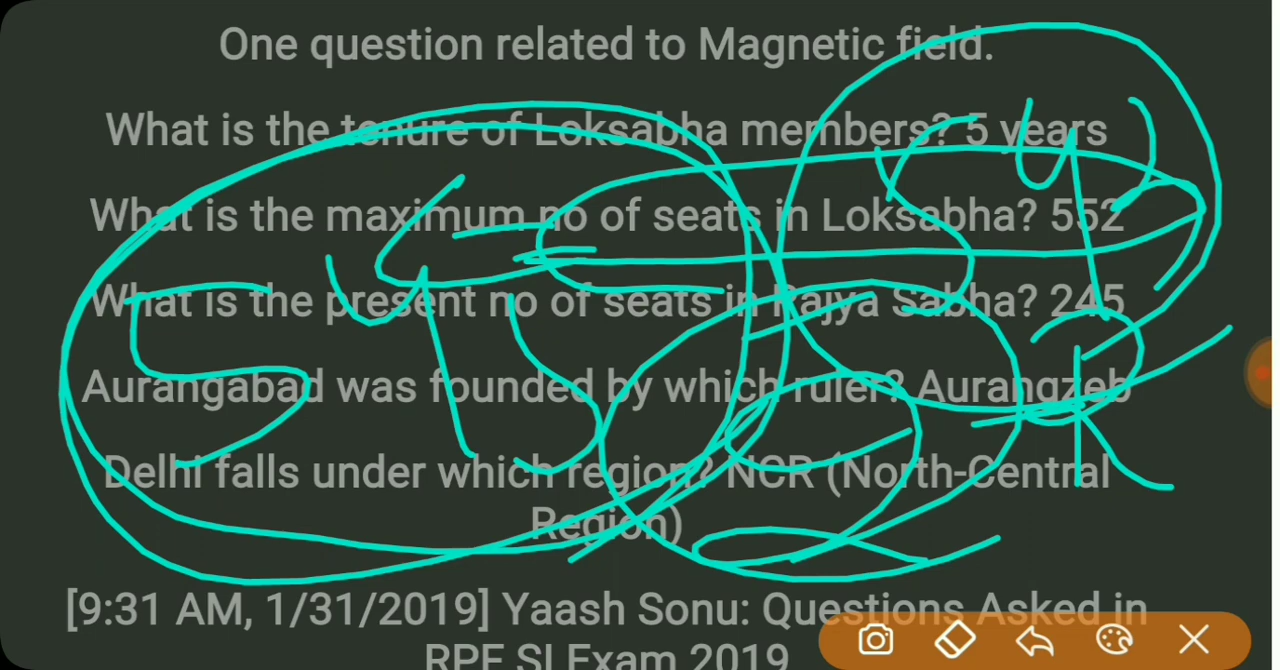 One question related to Magnetic field.
What is the tenure of Loksabha members? 5 years
What is the maximum no of seats in Loksabha? 552
What is the present no of seats in Rajya Sabha? 245
Aurangabad was founded by which ruler? Aurangzeb
Delhi falls under which region? NCR (North-Central
Region)
[9:31 AM, 1/31/2019] Yaash Sonu: Questions Asked in
RPF SI Exam 2019